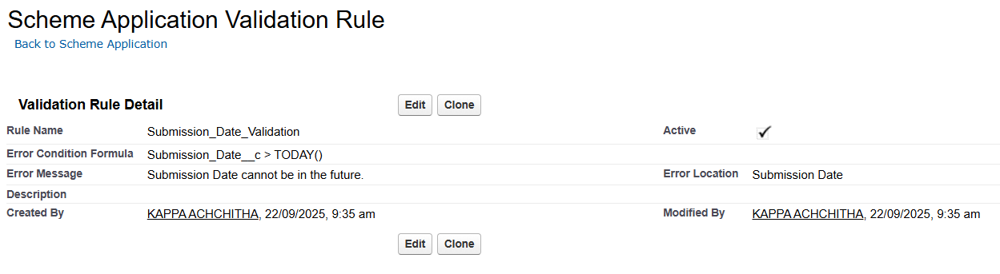 Scheme Application Validation Rule
Back to Scheme Application
Validation Rule Detail Edit Clone
Rule Name Submission_Date_Validation Active
Error Condition Formula Submission_Date__c > TODAY()
Error Message Submission Date cannot be in the future. Error Location Submission Date
Description
Created By KAPPA ACHCHITHA, 22/09/2025, 9:35 am Modified By KAPPA ACHCHITHA, 22/09/2025, 9:35 am
Edit Clone